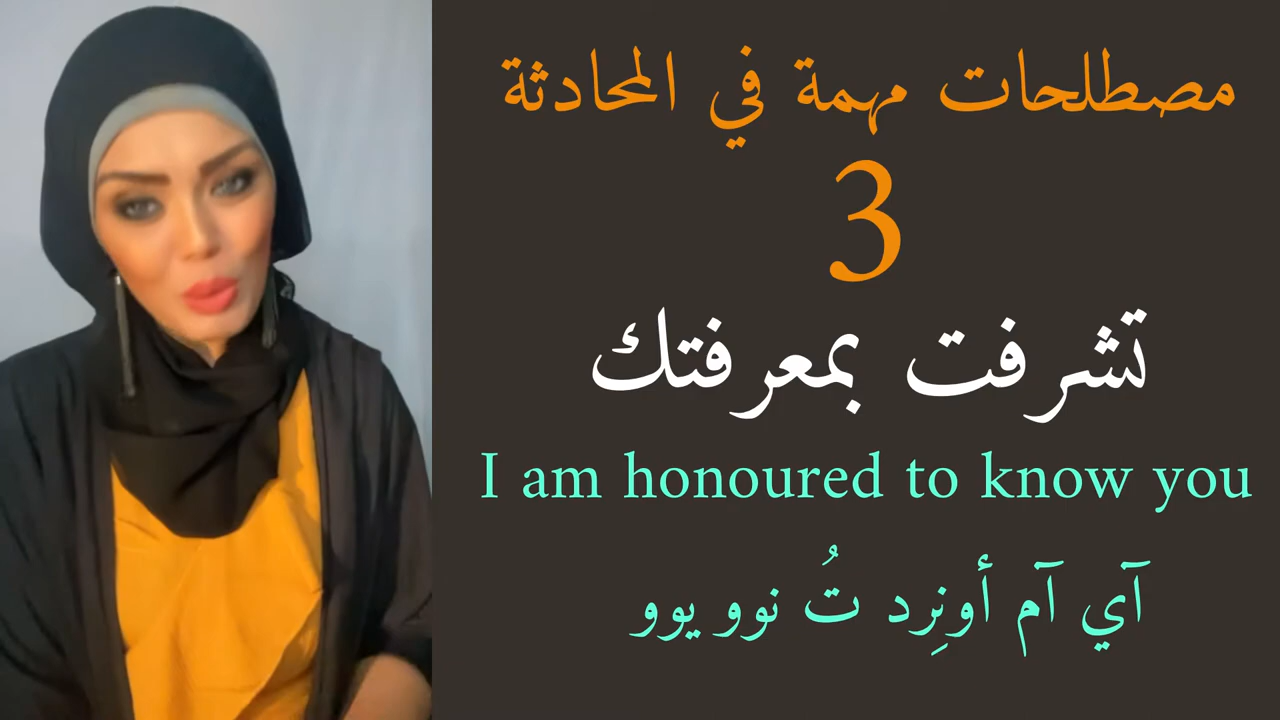 مصطلحات مهمة في المحادثة
3
تشرفت بمعرفتك
I am honoured to know you
آي آم أونِرد تُ نوو يوو